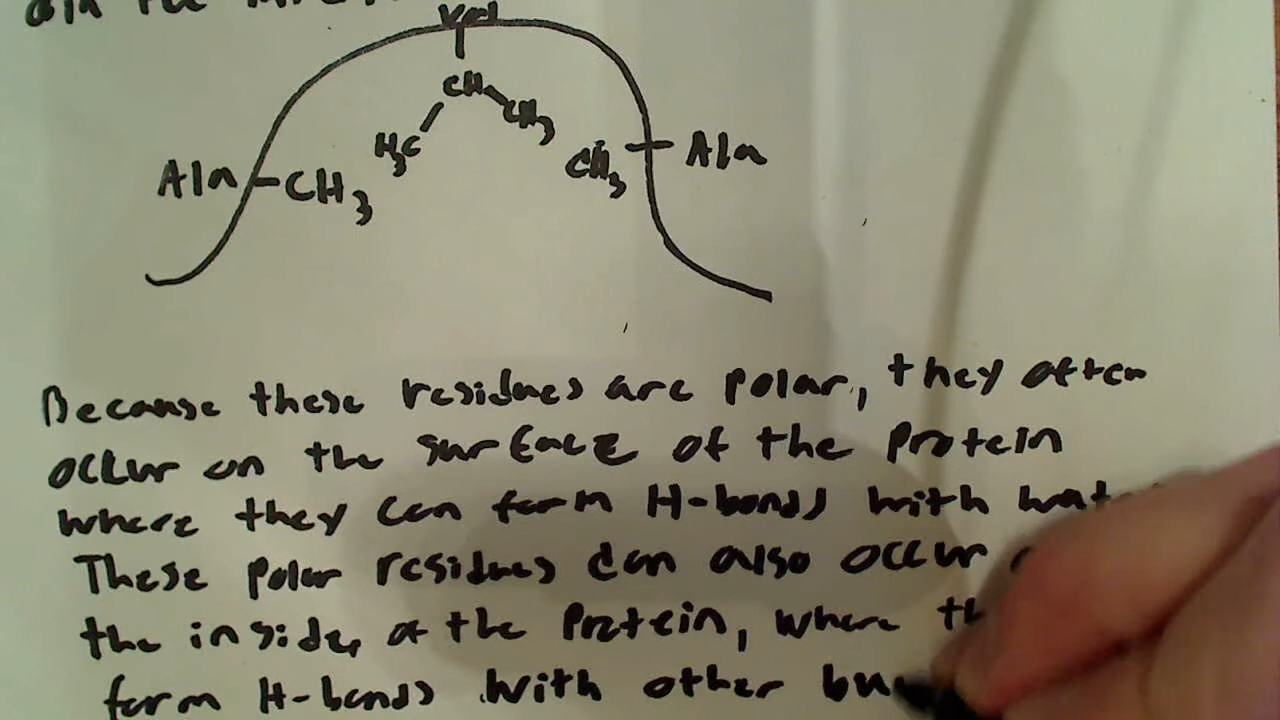 Val
CH
CH3
H3C
CH3
Ala
Ala
CH3
Because these residues are polar, they often
occur on the surface of the protein
where they can form H-bonds with
These polar residues can also occur
the inside, of the protein, where
form H-bonds with other